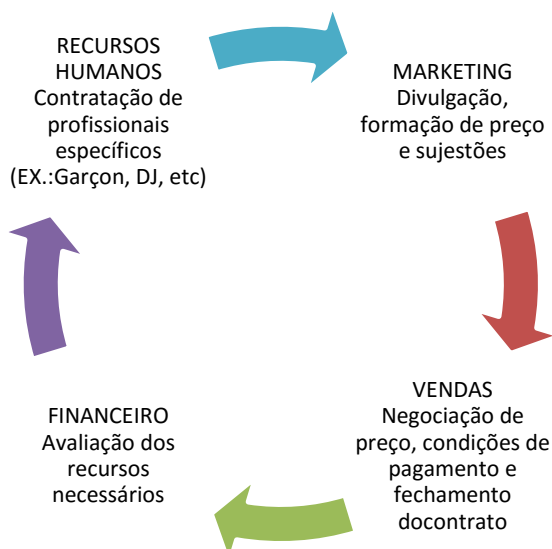 RECURSOS
HUMANOS
Contratação de
profissionais
específicos
(EX.:Garçon, DJ, etc)
MARKETING
Divulgação,
formação de preço
e sujestões
VENDAS
Negociação de
preço, condições de
pagamento e
fechamento
docontrato
FINANCEIRO
Avaliação dos
recursos
necessários